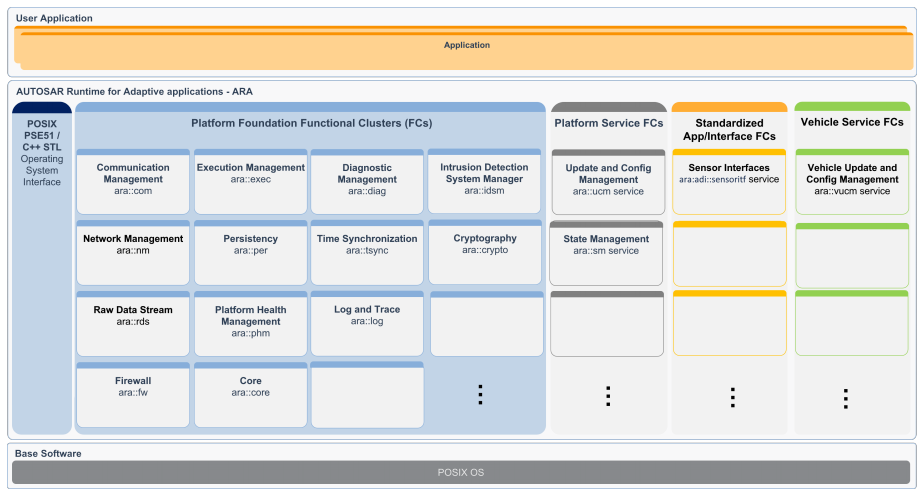 User Application
Application
AUTOSAR Runtime for Adaptive applications - ARA
POSIX
PSE51 /
C++ STL
Operating
System
Interface
Platform Foundation Functional Clusters (FCs)
Communication
Management
ara::com
Execution Management
ara::exec
Diagnostic
Management
ara::diag
Intrusion Detection
System Manager
ara::idsm
Network Management
ara::nm
Persistency
ara::per
Time Synchronization
ara::tsync
Cryptography
ara::crypto
Raw Data Stream
ara::rds
Platform Health
Management
ara::phm
Log and Trace
ara::log
Firewall
ara::fw
Core
ara::core
Platform Service FCs
Update and Config
Management
ara::ucm service
State Management
ara::sm service
Standardized
App/Interface FCs
Sensor Interfaces
ara:adi::sensoritf service
Vehicle Service FCs
Vehicle Update and
Config Management
ara::vucm service
Base Software
POSIX OS